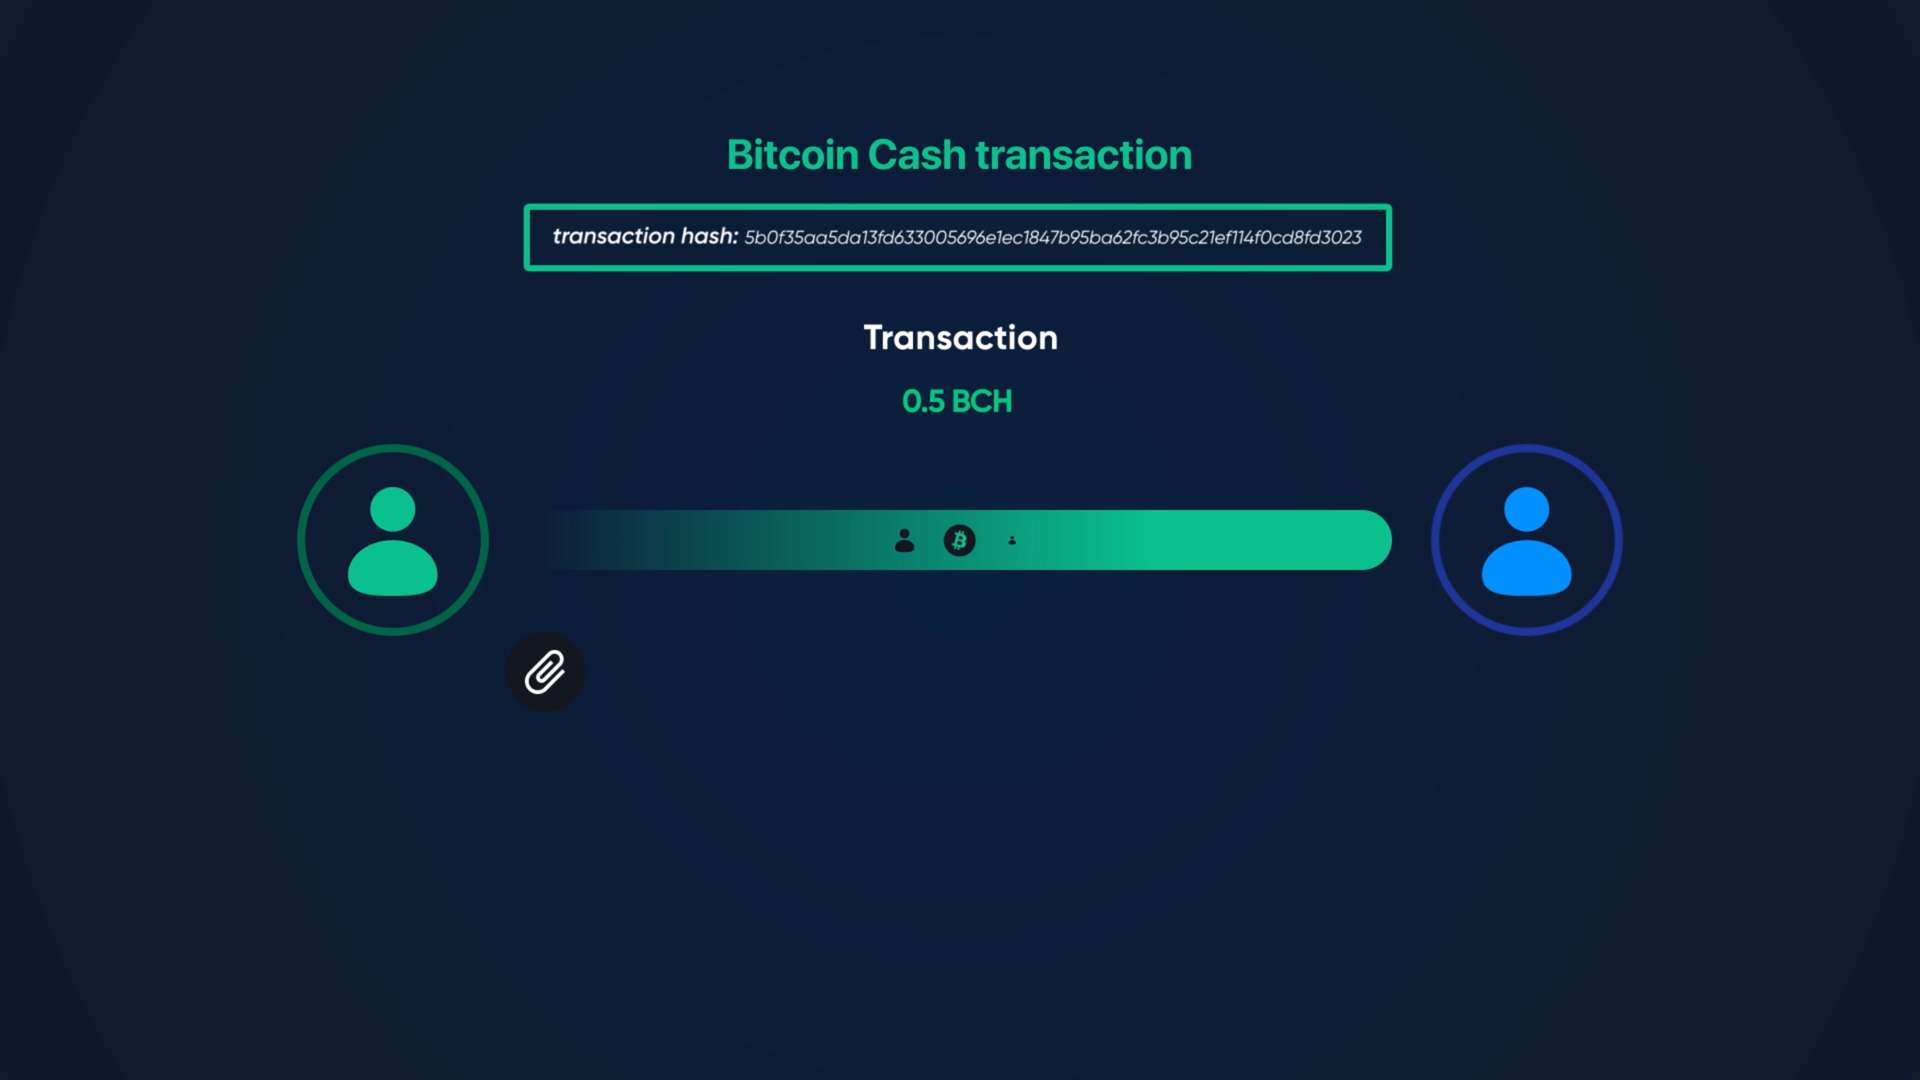 Bitcoin Cash transaction
transaction hash: 5b0f35aa5da13fd633005696e1ec1847b95ba62fc3b95c21ef114f0cd8fd3023
Transaction
0.5 BCH